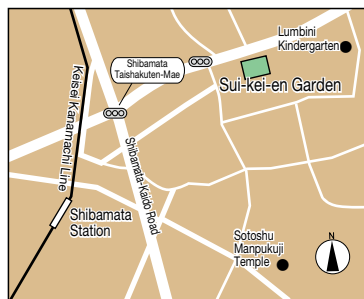 Lumbini
Kindergarten
Shibamata
Taishakuten-Mae
Sui-kei-en Garden
Keisei Kanamachi Line
Shibamata-Kaido Road
Shibamata
Station
Sotoshu
Manpukuji
Temple
N